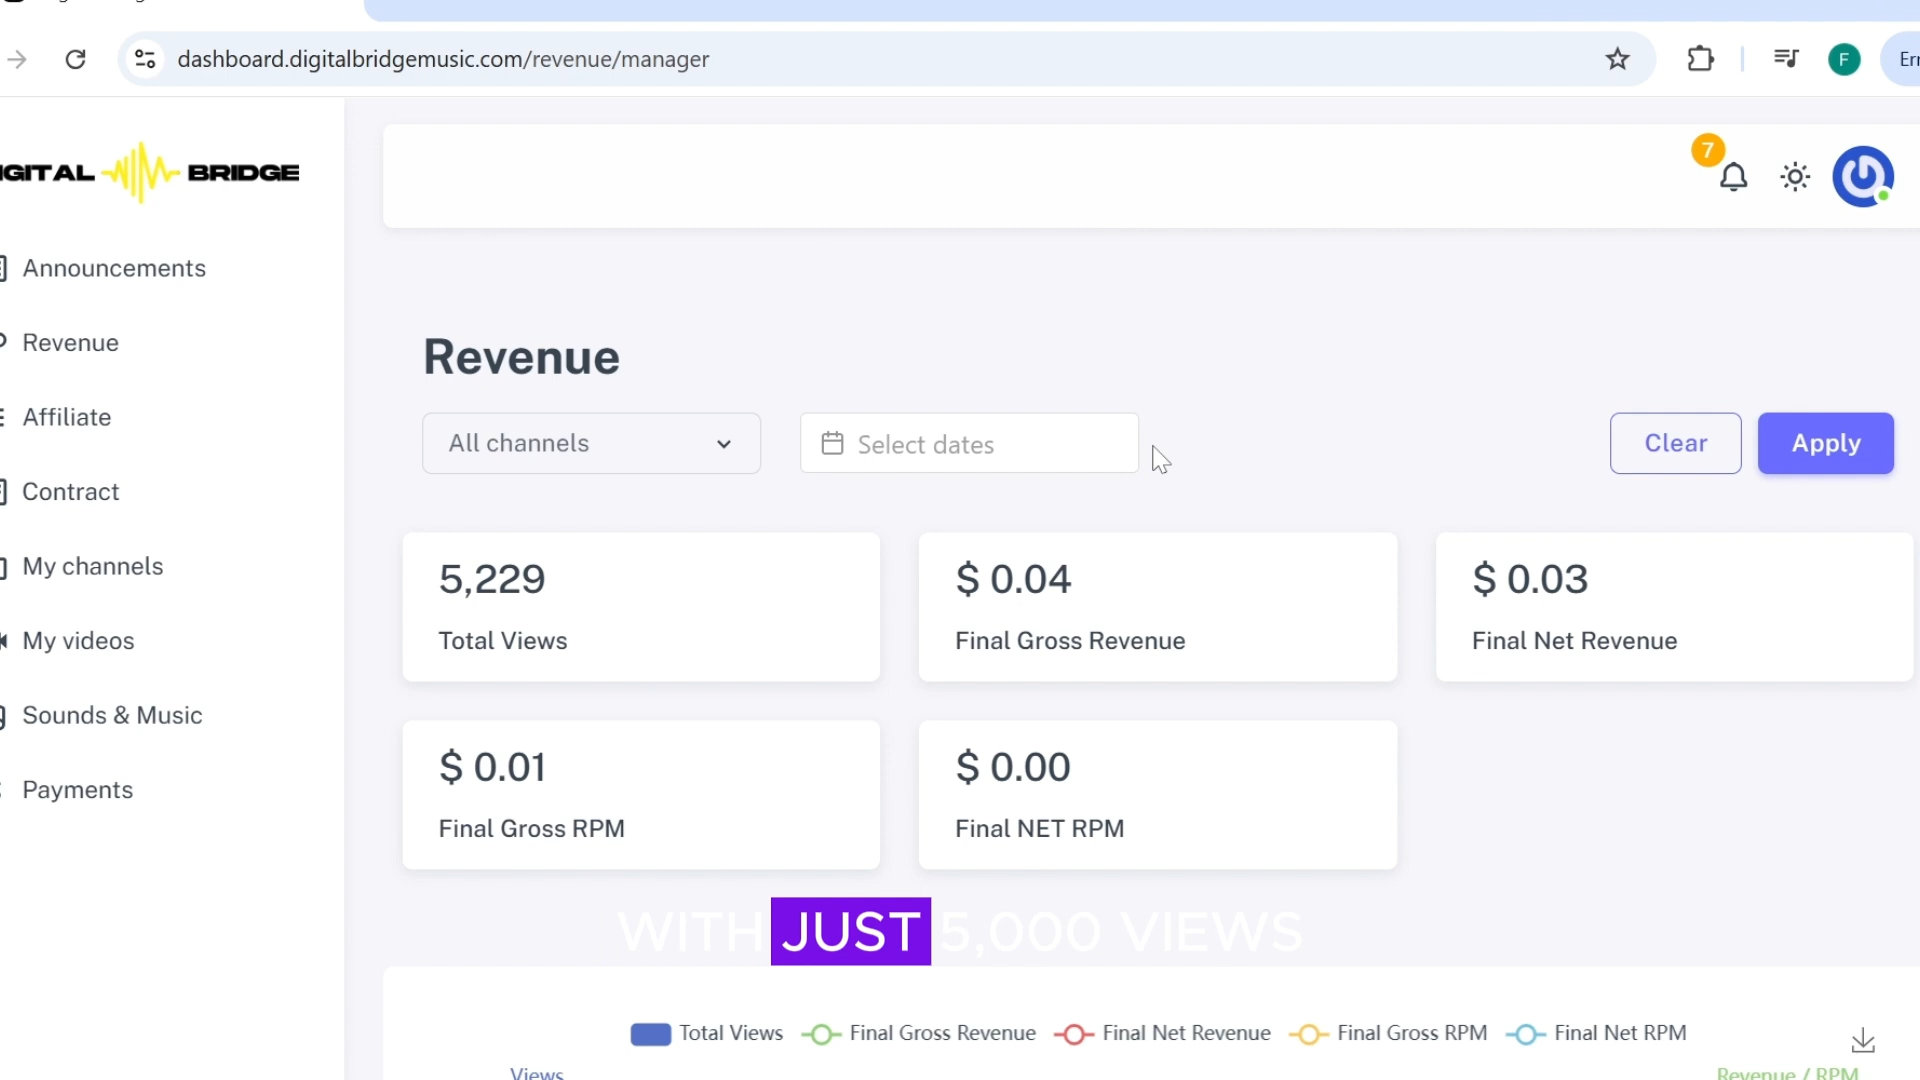 dashboard.digitalbridgemusic.com/revenue/manager
F
7
BRIDGE
Announcements
Revenue
Affiliate
Contract
My channels
My videos
Sounds & Music
Payments
Revenue
All channels
Select dates
Clear
Apply
5,229
Total Views
$ 0.04
Final Gross Revenue
$ 0.03
Final Net Revenue
$ 0.01
Final Gross RPM
$ 0.00
Final NET RPM
WITH JUST 5,000 VIEWS
Total Views
Final Gross Revenue
Final Net Revenue
Final Gross RPM
Final Net RPM
Views
Revenue / RPM